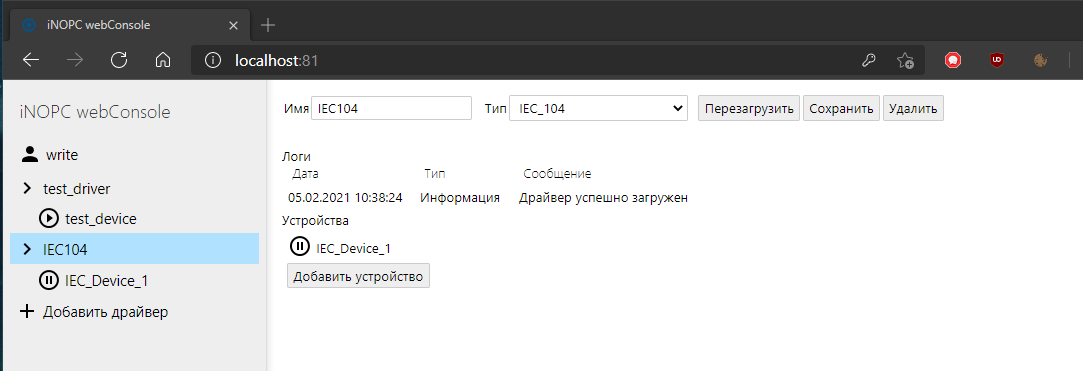 iNOPC webConsole
localhost:81
iNOPC webConsole
write
test_driver
test_device
IEC104
IEC_Device_1
Добавить драйвер
Имя IEC104 Тип IEC_104 Перезагрузить Сохранить Удалить
Логи
Дата Тип Сообщение
05.02.2021 10:38:24 Информация Драйвер успешно загружен
Устройства
IEC_Device_1
Добавить устройство